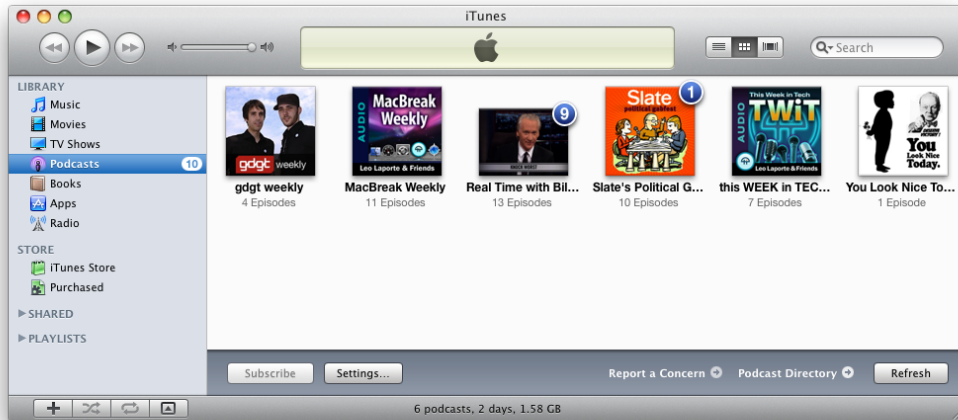 iTunes
Search
LIBRARY
Music
Movies
TV Shows
Podcasts 10
Books
Apps
Radio
STORE
iTunes Store
Purchased
SHARED
PLAYLISTS
gdgt weekly
gdgt weekly
4 Episodes
AUDIO
MacBreak
Weekly
Leo Laporte & Friends
MacBreak Weekly
11 Episodes
9
Real Time with Bil...
13 Episodes
Slate
political gabfest
1
Slate's Political G...
10 Episodes
This Week in Tech
AUDIO
TWiT
Leo Laporte & Friends
this WEEK in TEC...
7 Episodes
You
Look Nice
Today.
You Look Nice To...
1 Episode
Subscribe
Settings...
Report a Concern
Podcast Directory
Refresh
6 podcasts, 2 days, 1.58 GB